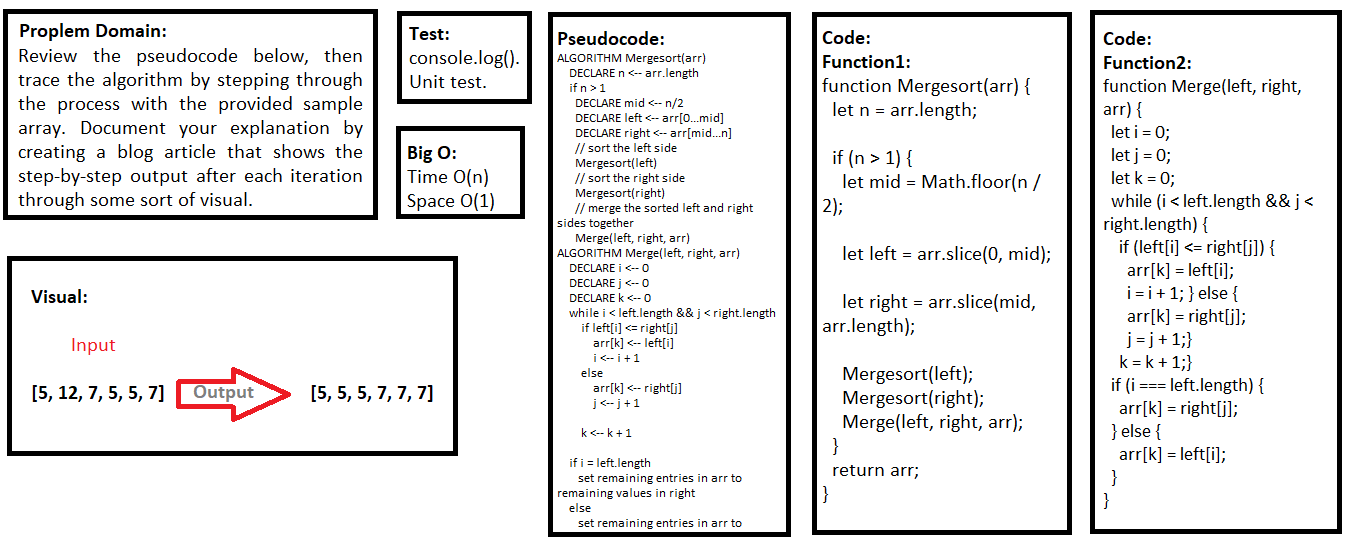 Proplem Domain:
Review the pseudocode below, then
trace the algorithm by stepping through
the process with the provided sample
array. Document your explanation by
creating a blog article that shows the
step-by-step output after each iteration
through some sort of visual.
Test:
console.log().
Unit test.
Big O:
Time O(n)
Space O(1)
Visual:
Input
[5, 12, 7, 5, 5, 7] Output [5, 5, 5, 7, 7, 7]
Pseudocode:
ALGORITHM Mergesort(arr)
DECLARE n <-- arr.length
if n > 1
DECLARE mid <-- n/2
DECLARE left <-- arr[0...mid]
DECLARE right <-- arr[mid...n]
// sort the left side
Mergesort(left)
// sort the right side
Mergesort(right)
// merge the sorted left and right
sides together
Merge(left, right, arr)
ALGORITHM Merge(left, right, arr)
DECLARE i <-- 0
DECLARE j <-- 0
DECLARE k <-- 0
while i < left.length && j < right.length
if left[i] <= right[j]
arr[k] <-- left[i]
i <-- i + 1
else
arr[k] <-- right[j]
j <-- j + 1
k <-- k + 1
if i = left.length
set remaining entries in arr to
remaining values in right
else
set remaining entries in arr to
Code:
Function1:
function Mergesort(arr) {
let n = arr.length;
if (n > 1) {
let mid = Math.floor(n /
2);
let left = arr.slice(0, mid);
let right = arr.slice(mid,
arr.length);
Mergesort(left);
Mergesort(right);
Merge(left, right, arr);
}
return arr;
}
Code:
Function2:
function Merge(left, right,
arr) {
let i = 0;
let j = 0;
let k = 0;
while (i < left.length && j <
right.length) {
if (left[i] <= right[j]) {
arr[k] = left[i];
i = i + 1; } else {
arr[k] = right[j];
j = j + 1;}
k = k + 1;}
if (i === left.length) {
arr[k] = right[j];
} else {
arr[k] = left[i];
}
}